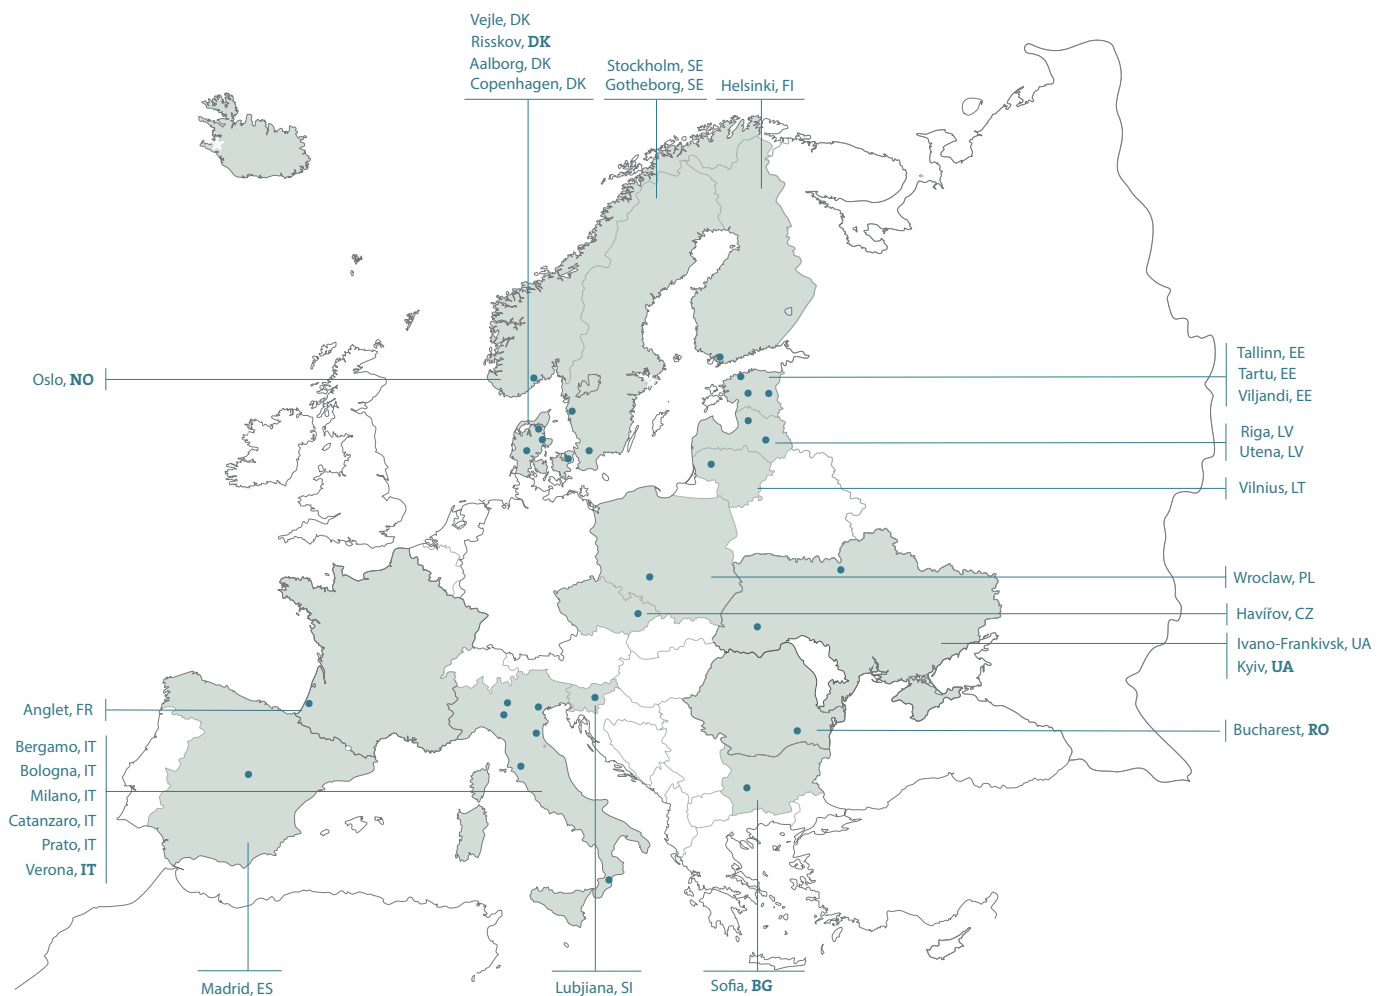 Vejle, DK
Risskov, DK
Aalborg, DK
Copenhagen, DK
Stockholm, SE
Gotheborg, SE
Helsinki, FI
Oslo, NO
Tallinn, EE
Tartu, EE
Viljandi, EE
Riga, LV
Utena, LV
Vilnius, LT
Wroclaw, PL
Havířov, CZ
Ivano-Frankivsk, UA
Kyiv, UA
Anglet, FR
Bucharest, RO
Bergamo, IT
Bologna, IT
Milano, IT
Catanzaro, IT
Prato, IT
Verona, IT
Madrid, ES
Lubjiana, SI
Sofia, BG